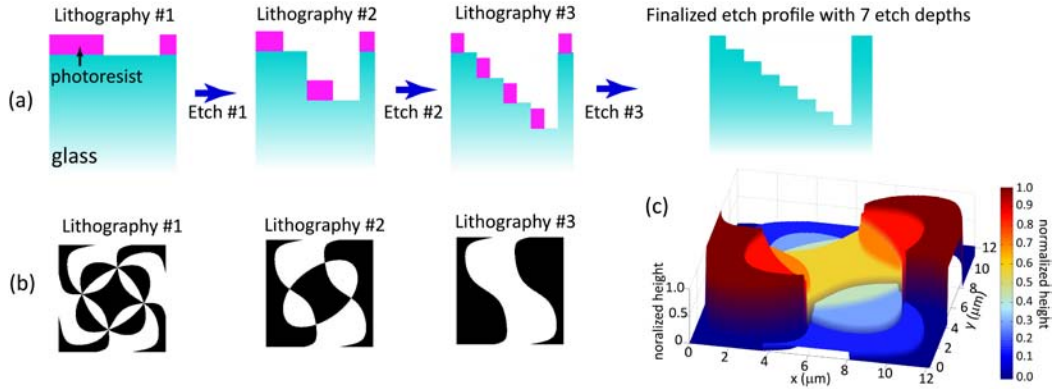 Lithography #1
Lithography #2
Lithography #3
Finalized etch profile with 7 etch depths
photoresist
(a)
Etch #1
Etch #2
Etch #3
glass
Lithography #1
Lithography #2
Lithography #3
(b)
(c)
noralized height
1.0
0.5
0
0
2
4
6
8
10
12
x (μm)
0
2
4
6
8
10
12
y (μm)
1.0
0.9
0.8
0.7
0.6
0.5
0.4
0.3
0.2
0.1
0.0
normalized height